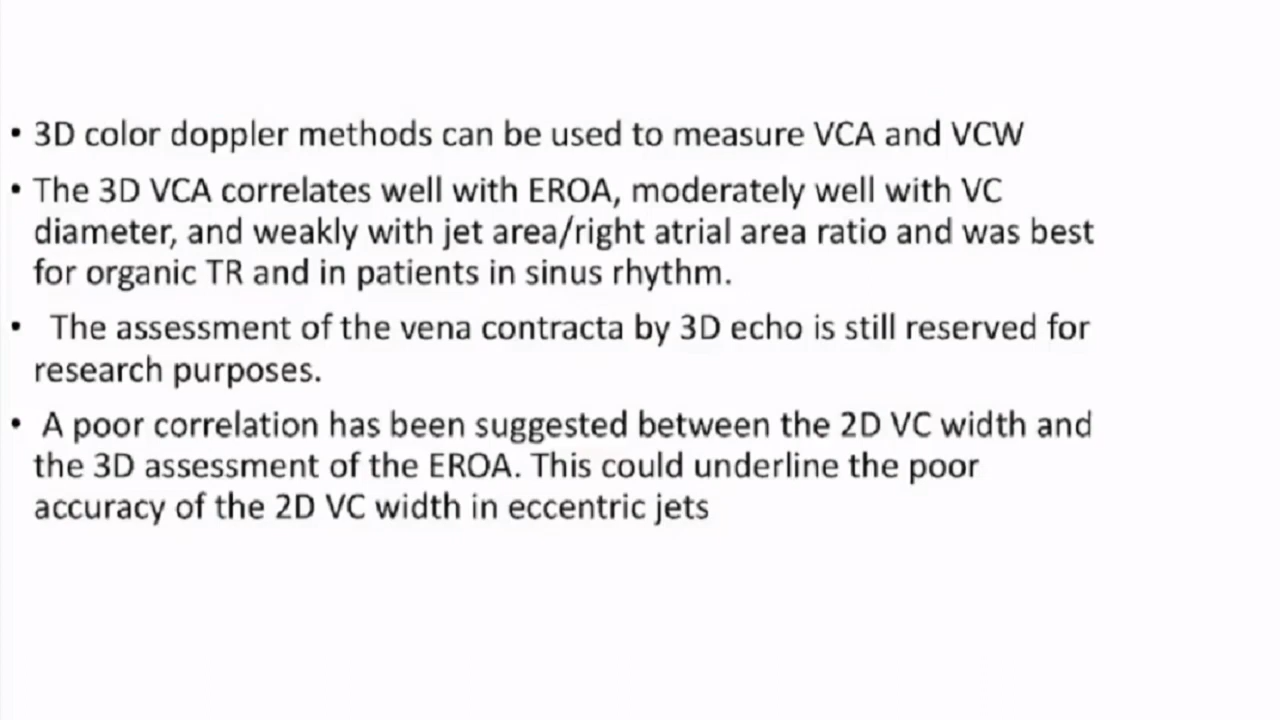 • 3D color doppler methods can be used to measure VCA and VCW
• The 3D VCA correlates well with EROA, moderately well with VC
diameter, and weakly with jet area/right atrial area ratio and was best
for organic TR and in patients in sinus rhythm.
• The assessment of the vena contracta by 3D echo is still reserved for
research purposes.
• A poor correlation has been suggested between the 2D VC width and
the 3D assessment of the EROA. This could underline the poor
accuracy of the 2D VC width in eccentric jets